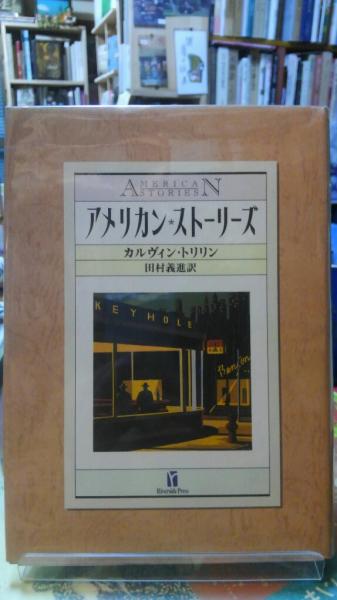 AMERICAN
STORIES
アメリカン★ストーリーズ
カルヴィン・トリリン
田村義進訳
KEYHOLE
Riverside Press